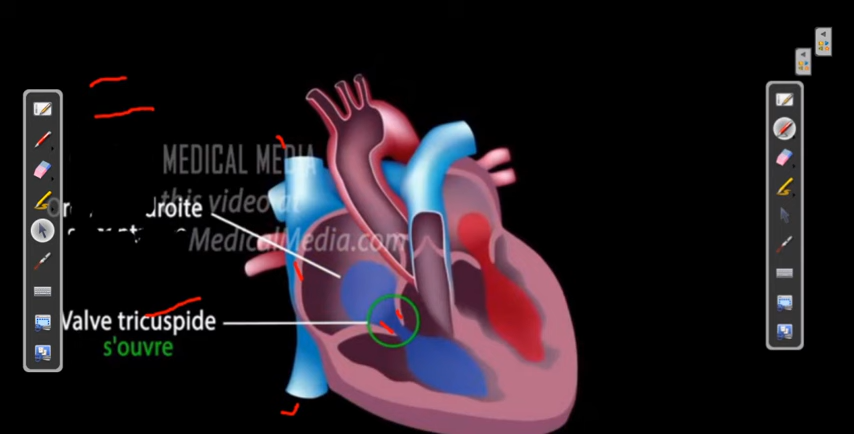 MEDICAL MEDIA
this video at
droite
MedicalMedia.com
Valve tricuspide
s'ouvre